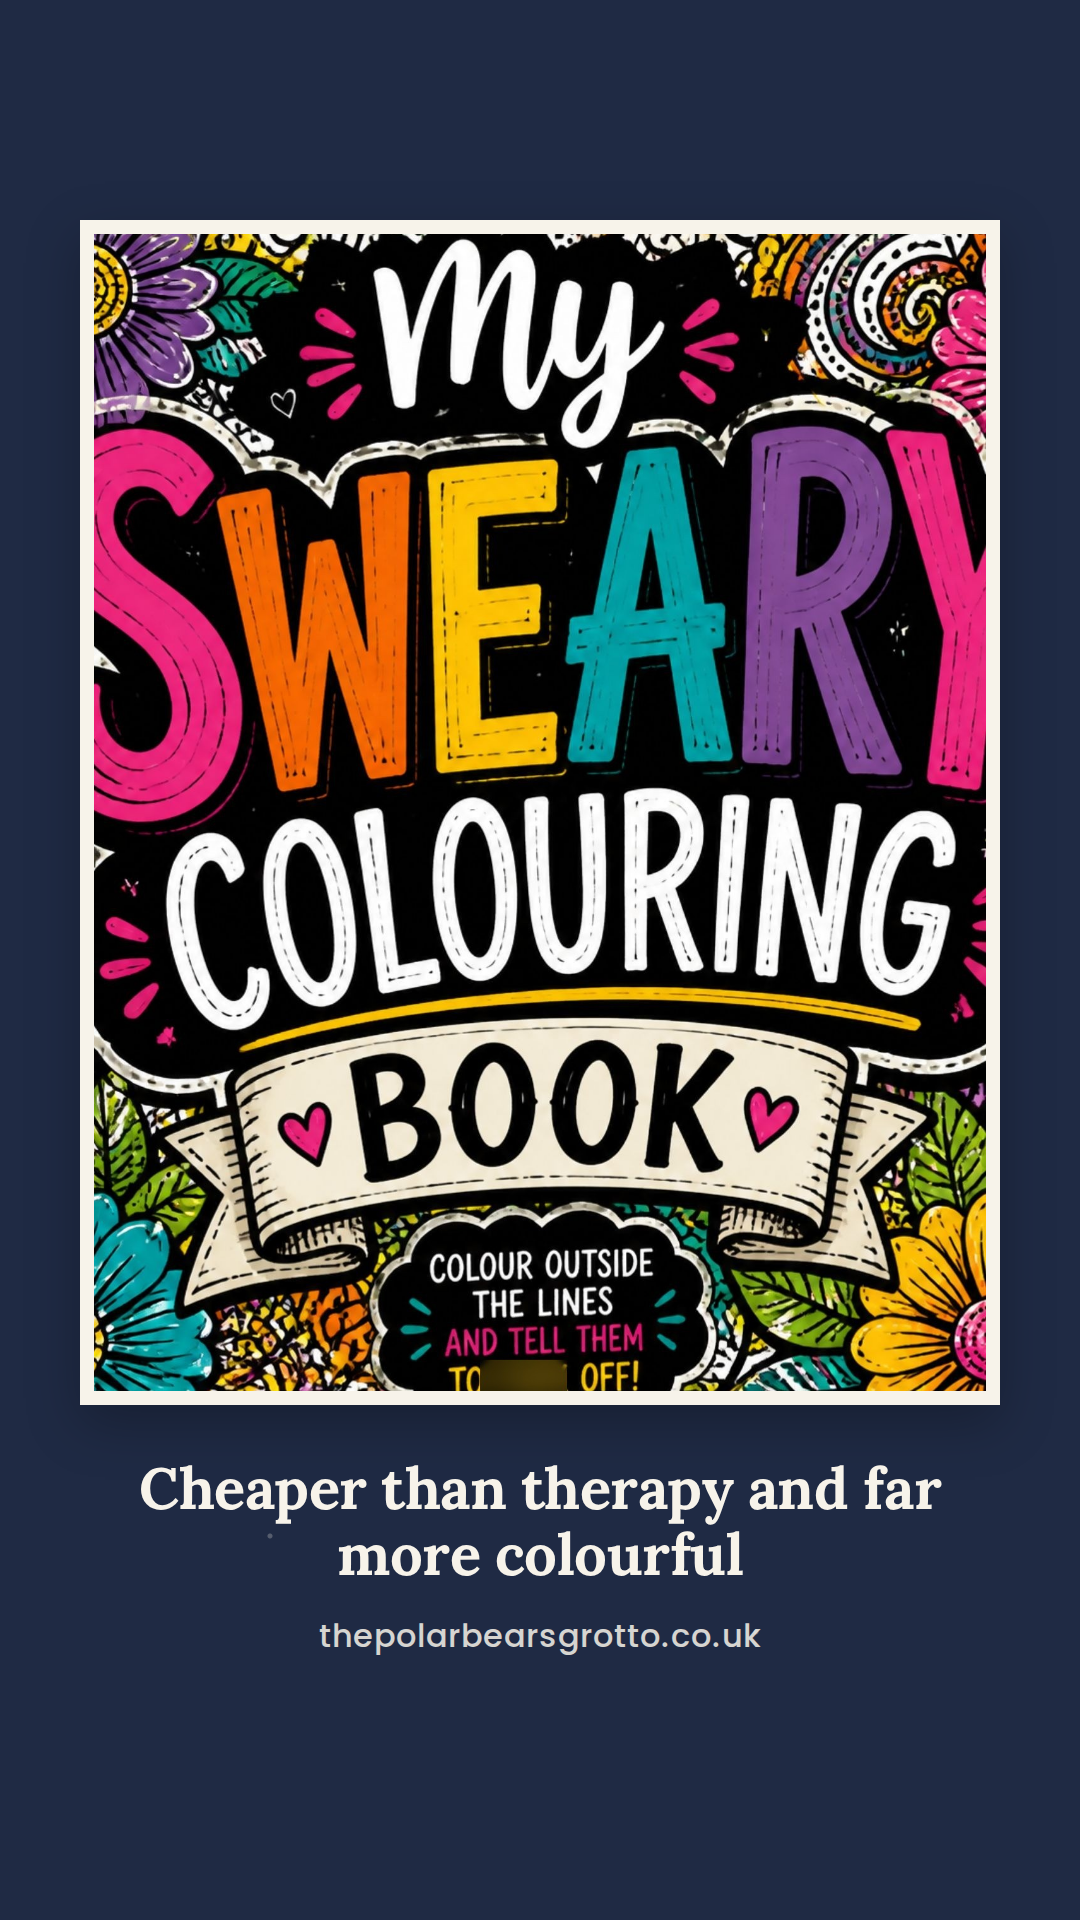 My
SWEARY
COLOURING
BOOK
COLOUR OUTSIDE
THE LINES
AND TELL THEM
TO OFF!
Cheaper than therapy and far
more colourful
thepolarbearsgrotto.co.uk